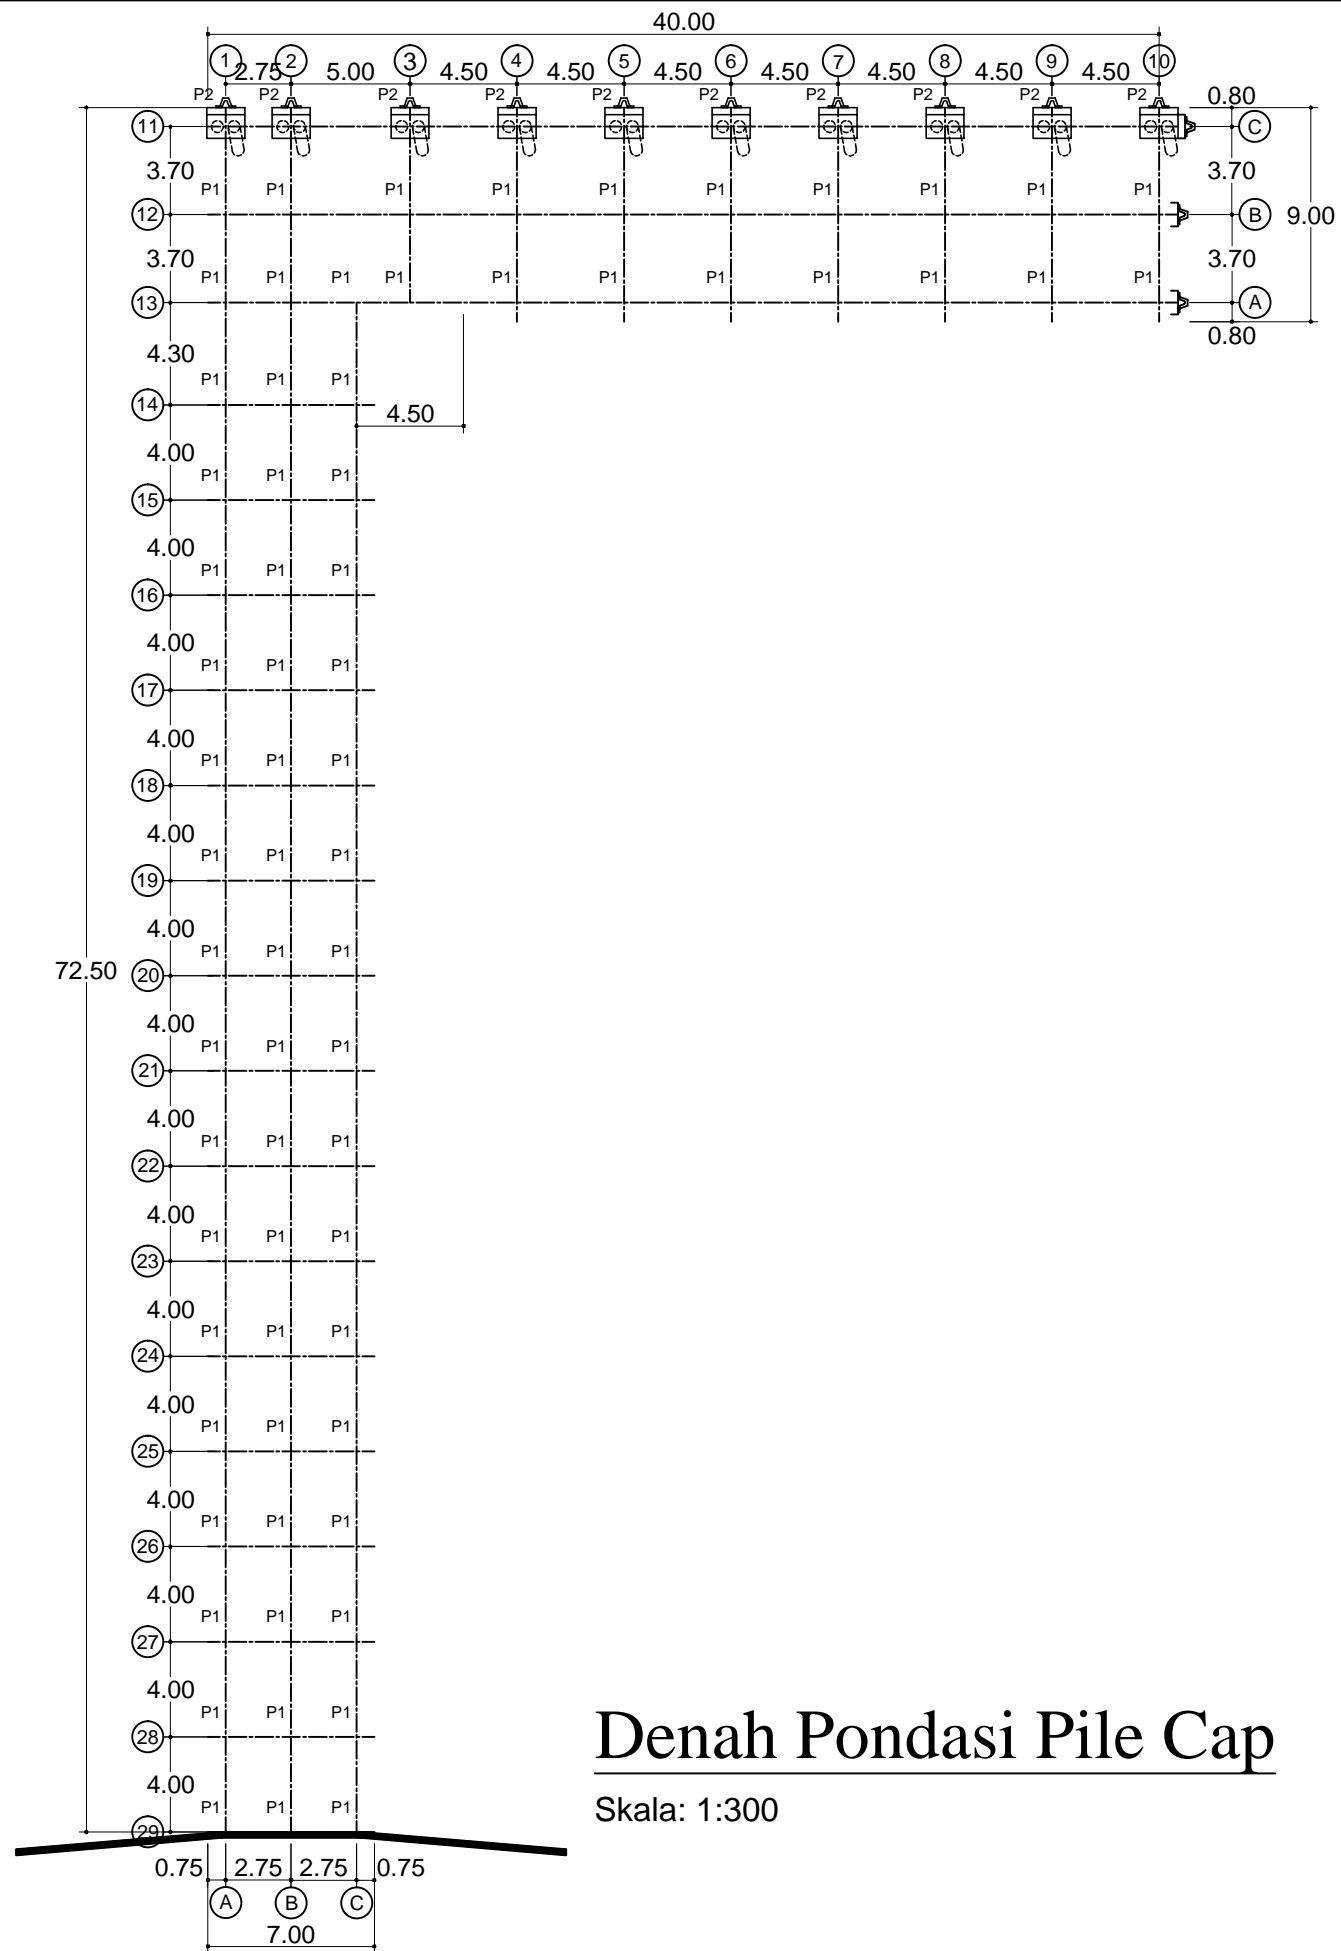 40.00
1 2 3 4 5 6 7 8 9 10
2.75 5.00 4.50 4.50 4.50 4.50 4.50 4.50 4.50
P2 P2 P2 P2 P2 P2 P2 P2 P2 P2 0.80
11 C
3.70 3.70
P1 P1 P1 P1 P1 P1 P1 P1 P1 P1
12 B 9.00
3.70 3.70
P1 P1 P1 P1 P1 P1 P1 P1 P1 P1 P1
13 A
0.80
4.30
P1 P1 P1
14 4.50
4.00
P1 P1 P1
15
4.00
P1 P1 P1
16
4.00
P1 P1 P1
17
4.00
P1 P1 P1
18
4.00
P1 P1 P1
19
4.00
P1 P1 P1
72.50 20
4.00
P1 P1 P1
21
4.00
P1 P1 P1
22
4.00
P1 P1 P1
23
4.00
P1 P1 P1
24
4.00
P1 P1 P1
25
4.00
P1 P1 P1
26
4.00
P1 P1 P1
27
4.00
P1 P1 P1
28
4.00
P1 P1 P1
29
Denah Pondasi Pile Cap
Skala: 1:300
0.75 2.75 2.75 0.75
A B C
7.00